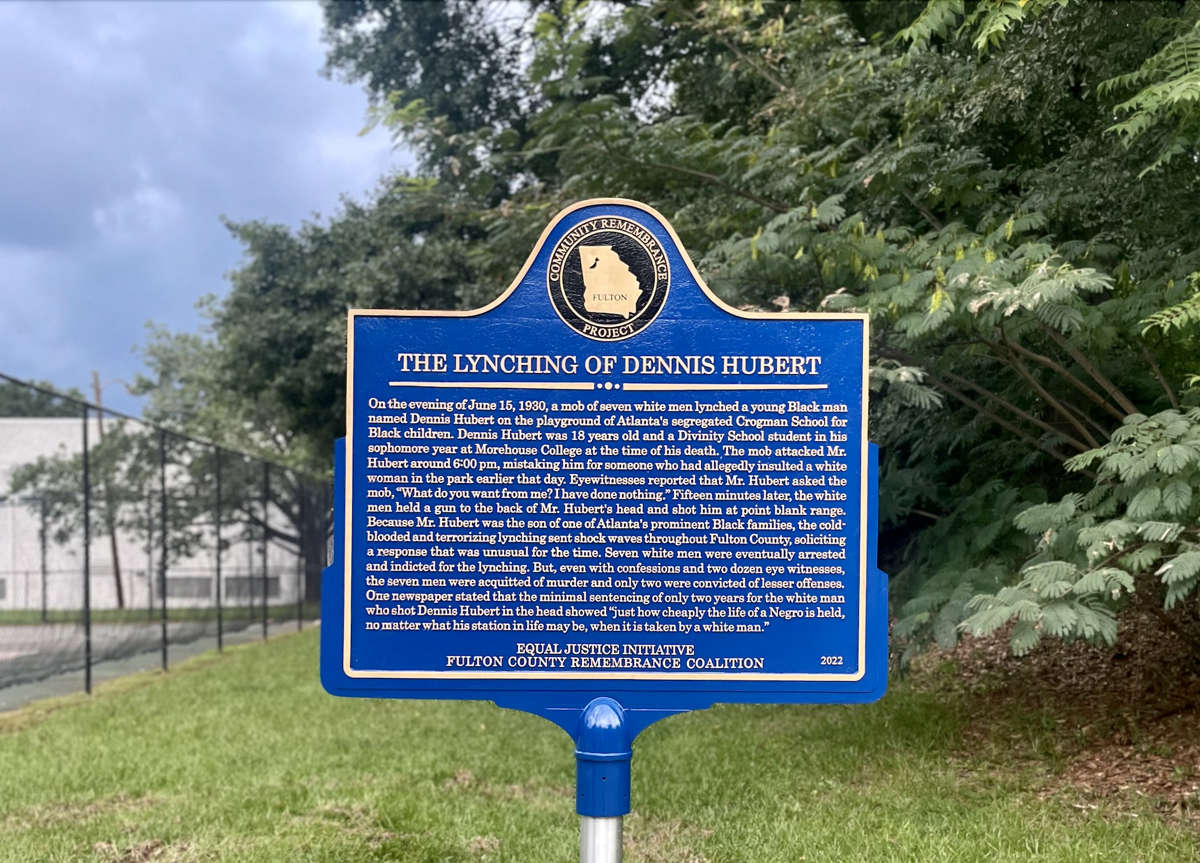 COMMUNITY REMEMBRANCE
FULTON
PROJECT
THE LYNCHING OF DENNIS HUBERT
On the evening of June 15, 1930, a mob of seven white men lynched a young Black man
named Dennis Hubert on the playground of Atlanta's segregated Crogman School for
Black children. Dennis Hubert was 18 years old and a Divinity School student in his
sophomore year at Morehouse College at the time of his death. The mob attacked Mr.
Hubert around 6:00 pm, mistaking him for someone who had allegedly insulted a white
woman in the park earlier that day. Eyewitnesses reported that Mr. Hubert asked the
mob, “What do you want from me? I have done nothing.” Fifteen minutes later, the white
men held a gun to the back of Mr. Hubert's head and shot him at point blank range.
Because Mr. Hubert was the son of one of Atlanta's prominent Black families, the cold-
blooded and terrorizing lynching sent shock waves throughout Fulton County, soliciting
a response that was unusual for the time. Seven white men were eventually arrested
and indicted for the lynching. But, even with confessions and two dozen eye witnesses,
the seven men were acquitted of murder and only two were convicted of lesser offenses.
One newspaper stated that the minimal sentencing of only two years for the white man
who shot Dennis Hubert in the head showed “just how cheaply the life of a Negro is held,
no matter what his station in life may be, when it is taken by a white man.”
EQUAL JUSTICE INITIATIVE
FULTON COUNTY REMEMBRANCE COALITION
2022